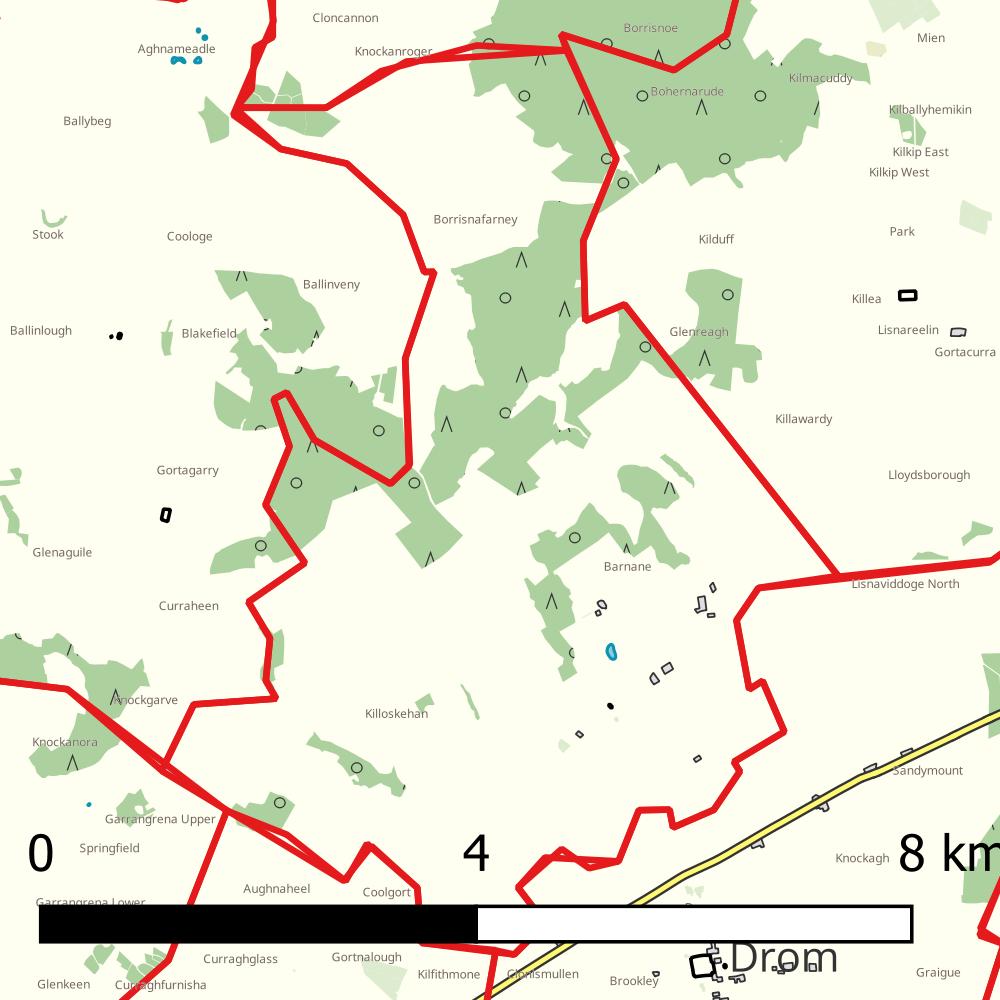 Cloncannon
Borrisnoe
Mien
Aghnameadle
Knockanroger
Kilmacuddy
Bohernarude
Kilballyhemikin
Ballybeg
Kilkip East
Kilkip West
Borrisnafarney
Stook
Coologe
Kilduff
Park
Ballinveny
Killea
Ballinlough
Blakefield
Glenreagh
Lisnareelin
Gortacurra
Killawardy
Gortagarry
Lloydsborough
Glenaguile
Barnane
Lisnaviddoge North
Curraheen
Knockgarve
Killoskehan
Knockanora
Sandymount
Garrangrena Upper
Springfield
0 4 8 km
Knockagh
Aughnaheel
Coolgort
Garrangrena Lower
Curraghglass
Gortnalough
Drom
Kilfithmone
Clonismullen
Brookley
Graigue
Glenkeen
Curraghfurnisha